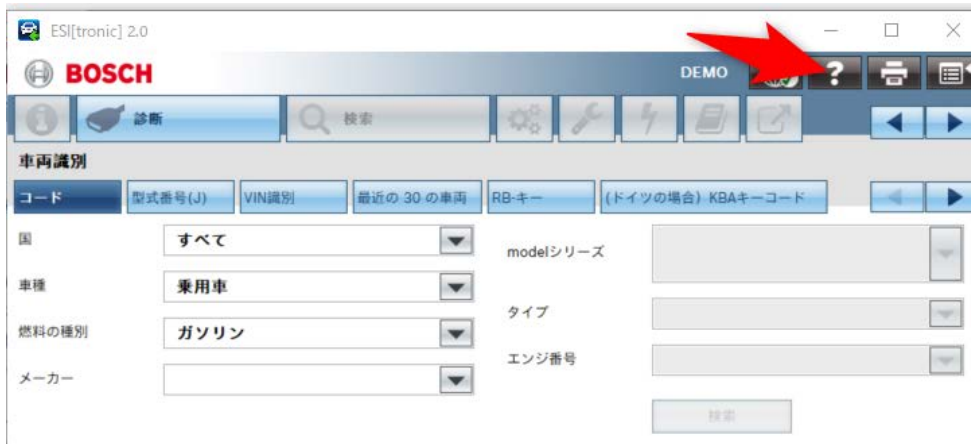 ESI[tronic] 2.0
BOSCH
DEMO
?
診断
検索
車両識別
コード
型式番号(J)
VIN識別
最近の 30 の車両
RB-キー
(ドイツの場合) KBAキーコード
国
すべて
車種
乗用車
燃料の種別
ガソリン
メーカー
modelシリーズ
タイプ
エンジ番号
検索